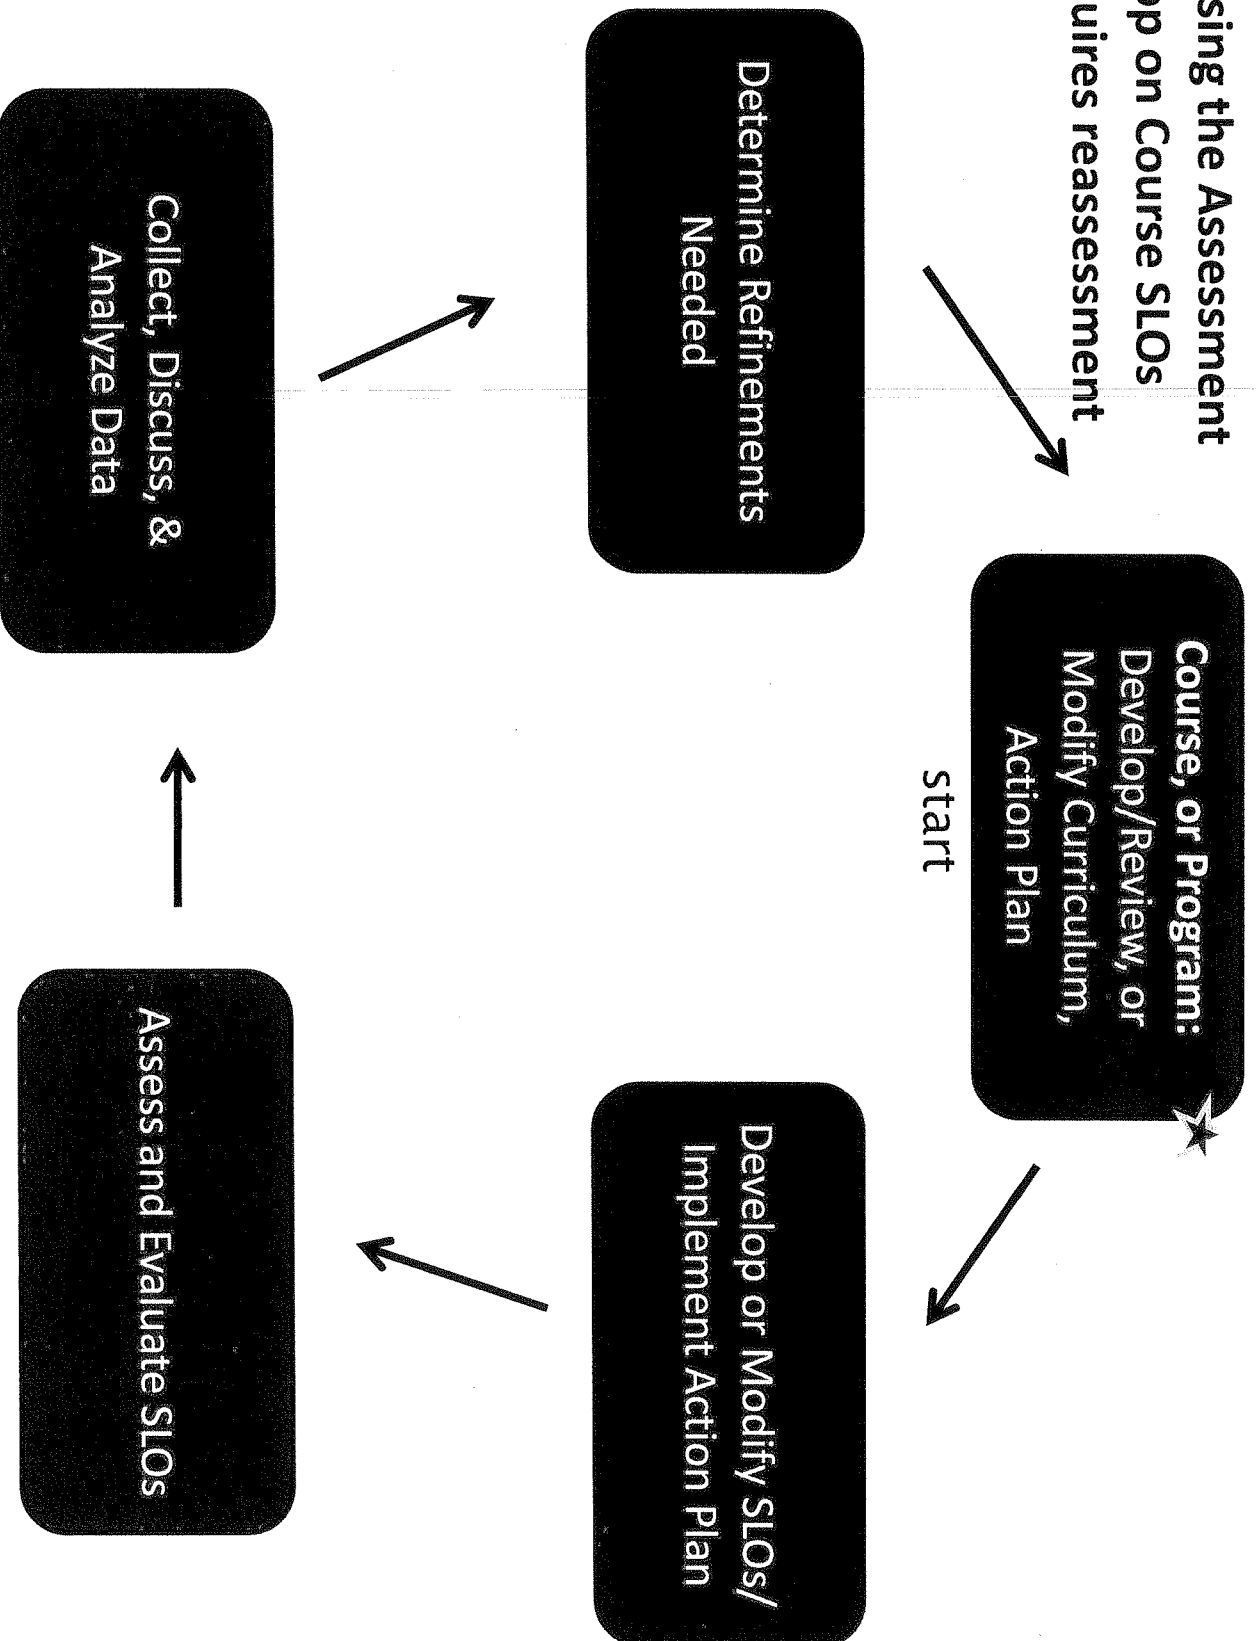 sing the Assessment
op on Course SLOs
uires reassessment
Course, or Program:
Develop/Review, or
Modify Curriculum,
Action Plan
start
Develop or Modify SLOs/
Implement Action Plan
Assess and Evaluate SLOs
Collect, Discuss, &
Analyze Data
Determine Refinements
Needed